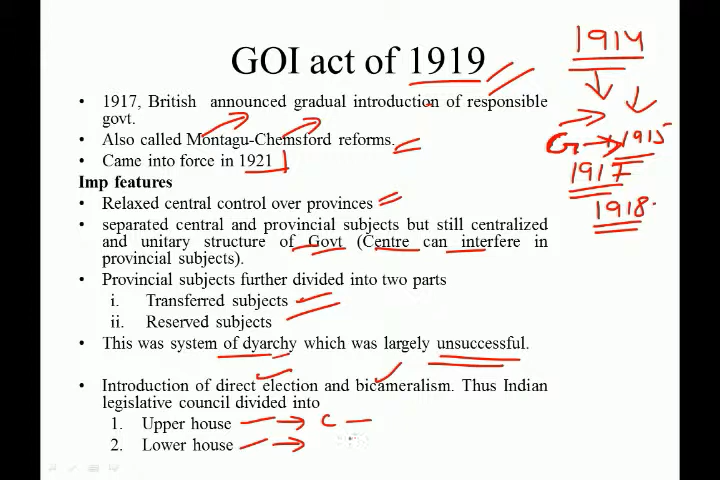 GOI act of 1919
1914
• 1917, British announced gradual introduction of responsible
govt.
• Also called Montagu-Chemsford reforms.
G → 1915
• Came into force in 1921
1917
Imp features
• Relaxed central control over provinces
1918
• separated central and provincial subjects but still centralized
and unitary structure of Govt (Centre can interfere in
provincial subjects).
• Provincial subjects further divided into two parts
i. Transferred subjects
ii. Reserved subjects
• This was system of dyarchy which was largely unsuccessful.
• Introduction of direct election and bicameralism. Thus Indian
legislative council divided into
1. Upper house → C —
2. Lower house →